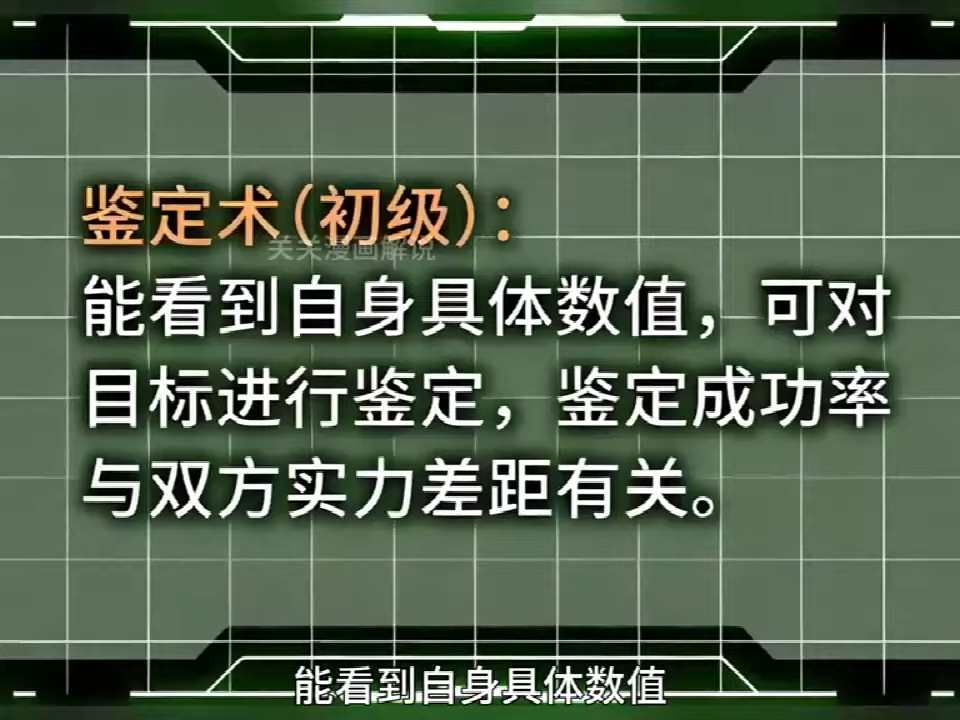 鉴定术(初级)：
关关漫画解说
能看到自身具体数值，可对
目标进行鉴定，鉴定成功率
与双方实力差距有关。
能看到自身具体数值